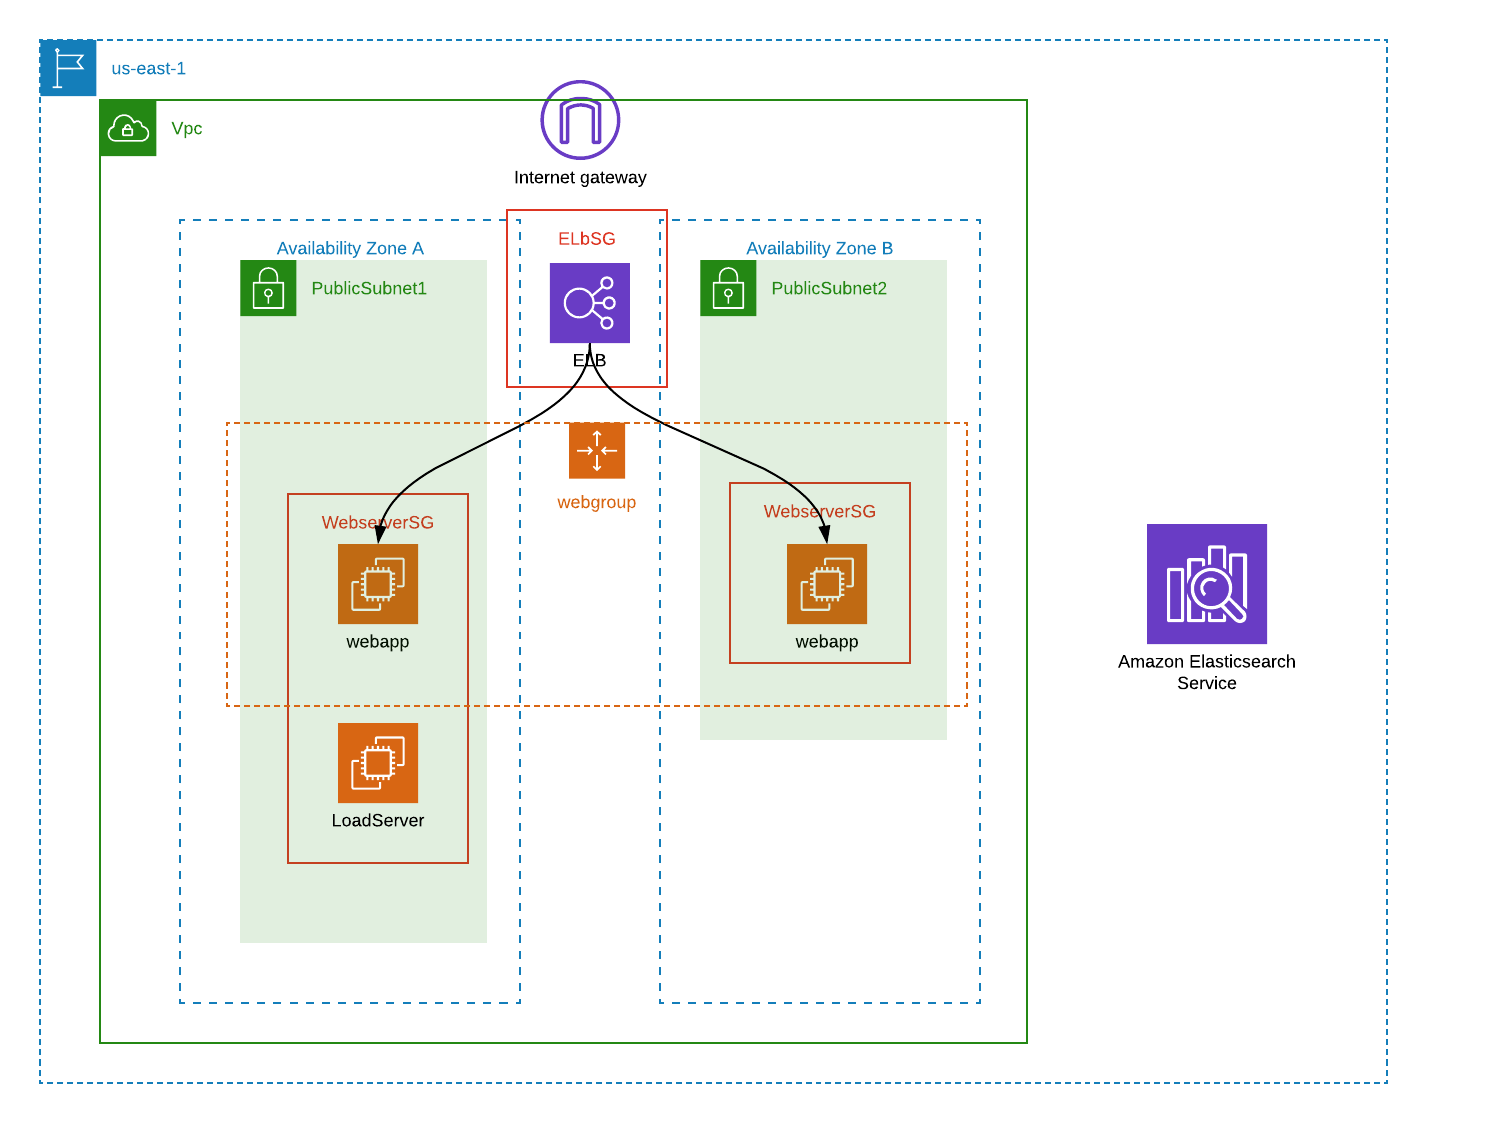 us-east-1
Vpc
Internet gateway
ELbSG
Availability Zone A
Availability Zone B
PublicSubnet1
PublicSubnet2
ELB
webgroup
WebserverSG
WebserverSG
webapp
webapp
Amazon Elasticsearch
Service
LoadServer